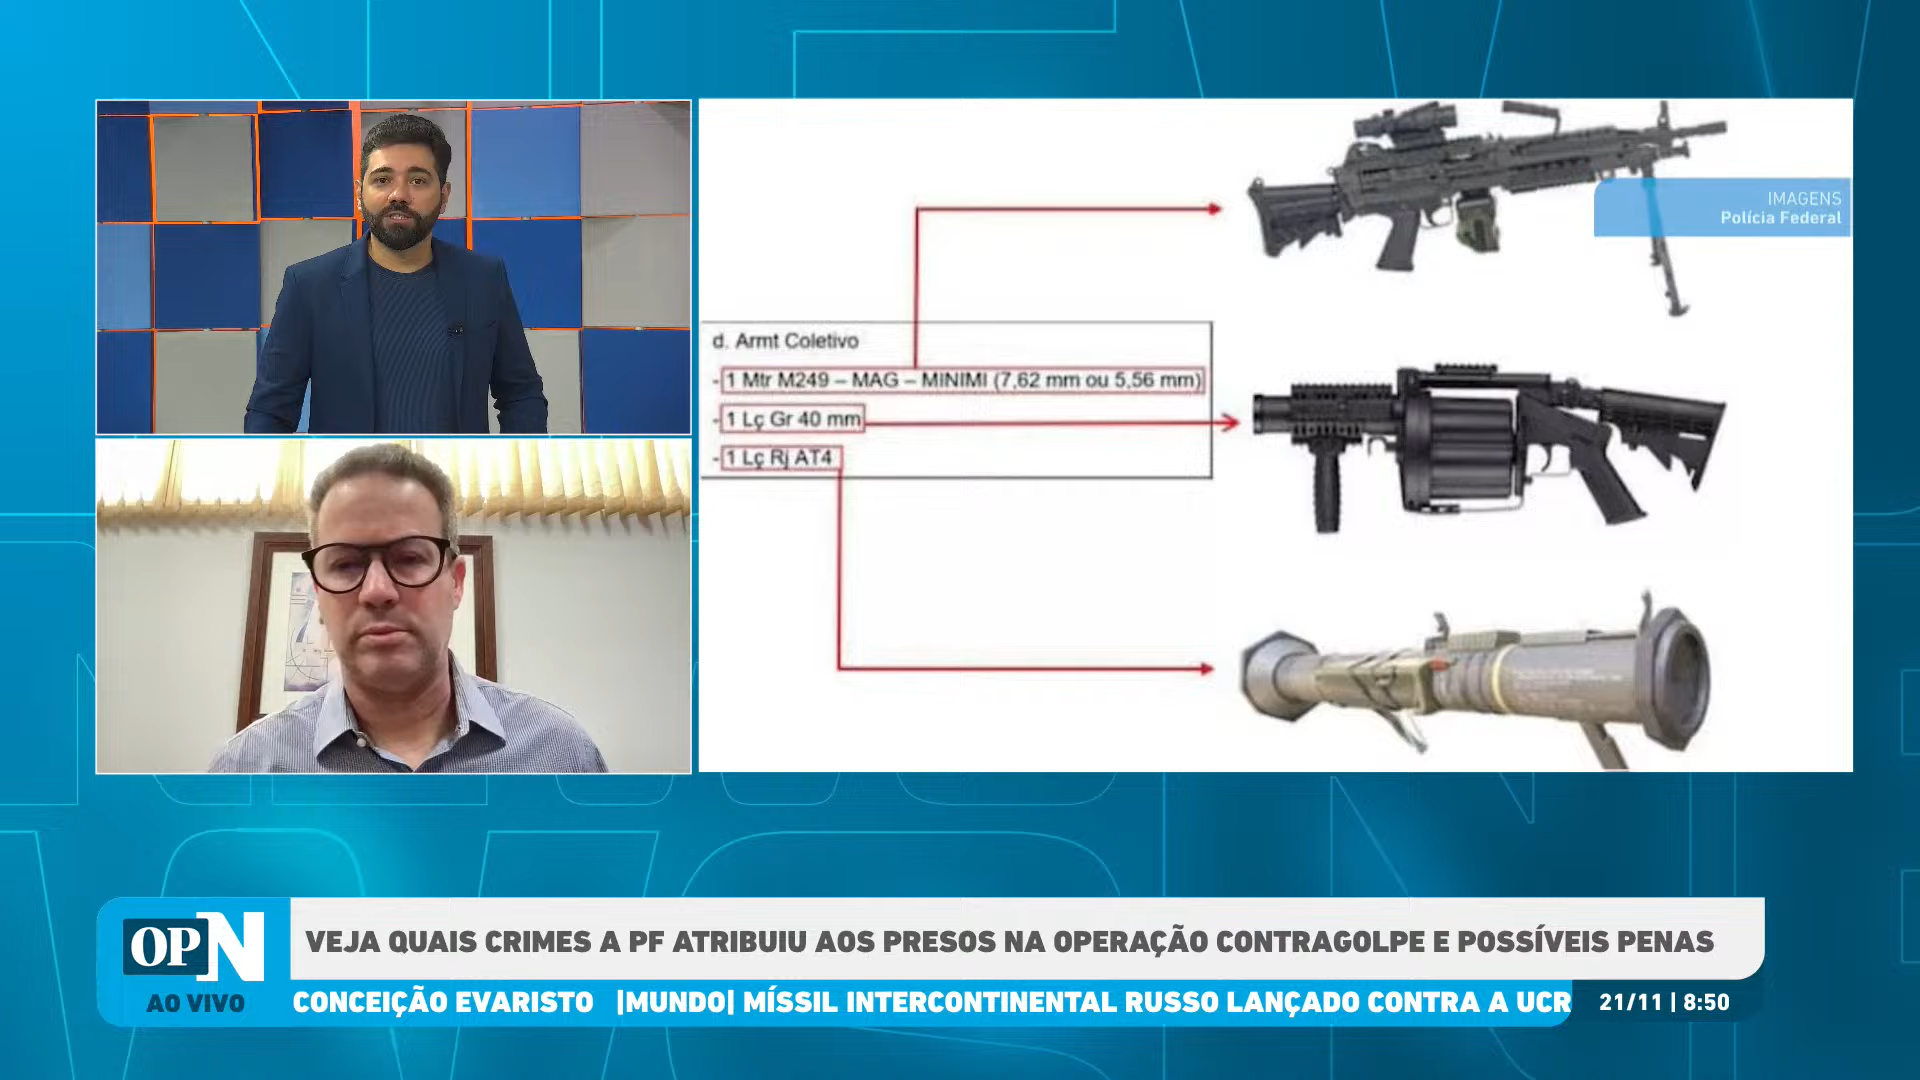 IMAGENS
Polícia Federal
d. Armt Coletivo
- 1 Mtr M249 – MAG – MINIMI (7,62 mm ou 5,56 mm)
- 1 Lç Gr 40 mm
- 1 Lç Rj AT4
OPN
VEJA QUAIS CRIMES A PF ATRIBUIU AOS PRESOS NA OPERAÇÃO CONTRAGOLPE E POSSÍVEIS PENAS
AO VIVO
CONCEIÇÃO EVARISTO |MUNDO| MÍSSIL INTERCONTINENTAL RUSSO LANÇADO CONTRA A UCR
21/11 | 8:50